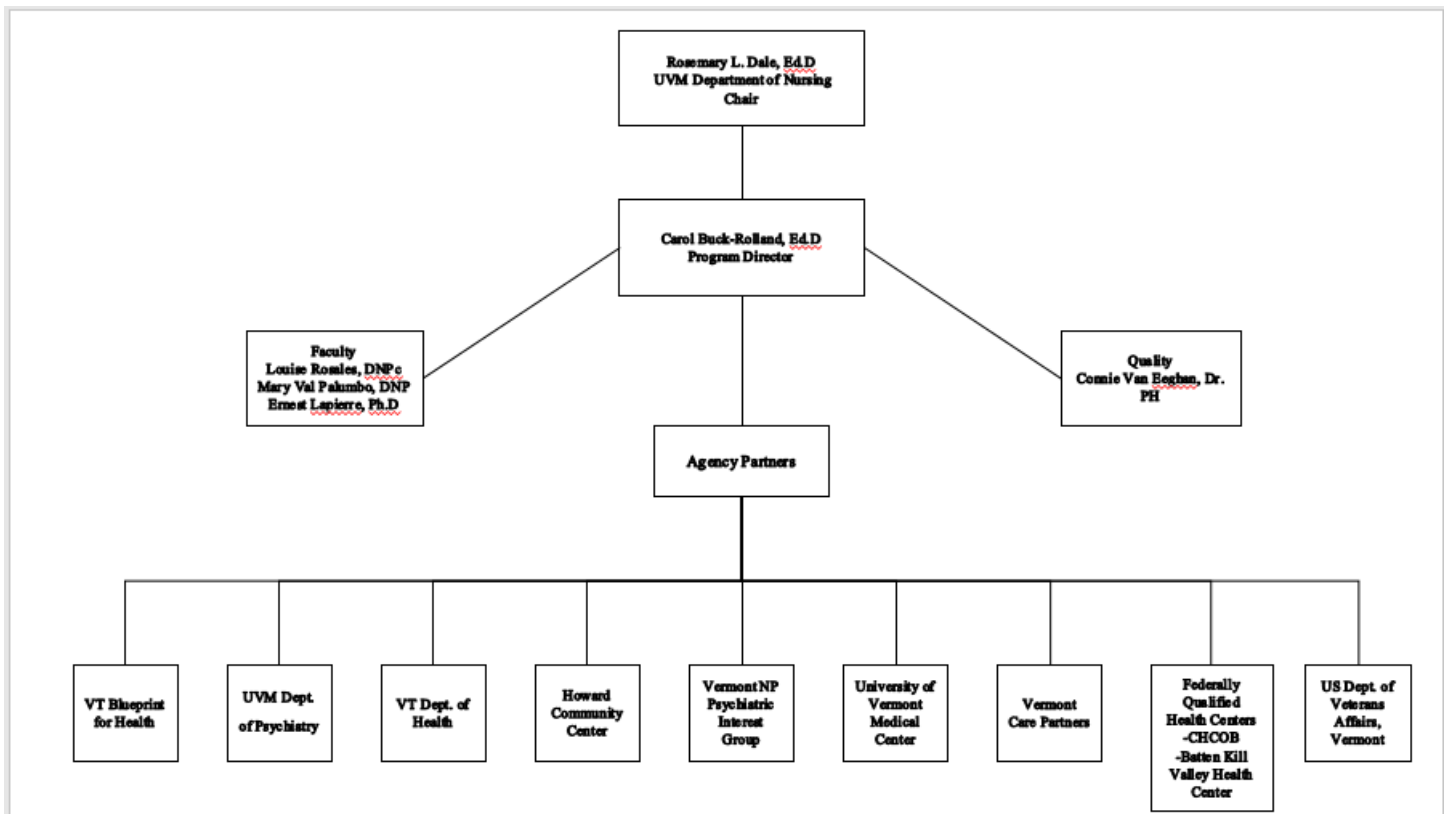 Rosemary L. Dale, Ed.D
UVM Department of Nursing
Chair
Carol Buck-Rolland, Ed.D
Program Director
Faculty
Louise Rosales, DNPc
Mary Val Palumbo, DNP
Ernest Lapierre, Ph.D
Quality
Connie Van Eeghan, Dr.
PH
Agency Partners
VT Blueprint
for Health
UVM Dept.
of Psychistry
VT Dept. of
Health
Howard
Community
Center
Vermont NP
Psychiatric
Interest
Group
University of
Vermont
Medical
Center
Vermont
Care Partners
Federally
Qualified
Health Centers
-CHCOB
-Batten Kill
Valley Health
Center
US Dept. of
Veterans
Affairs,
Vermont